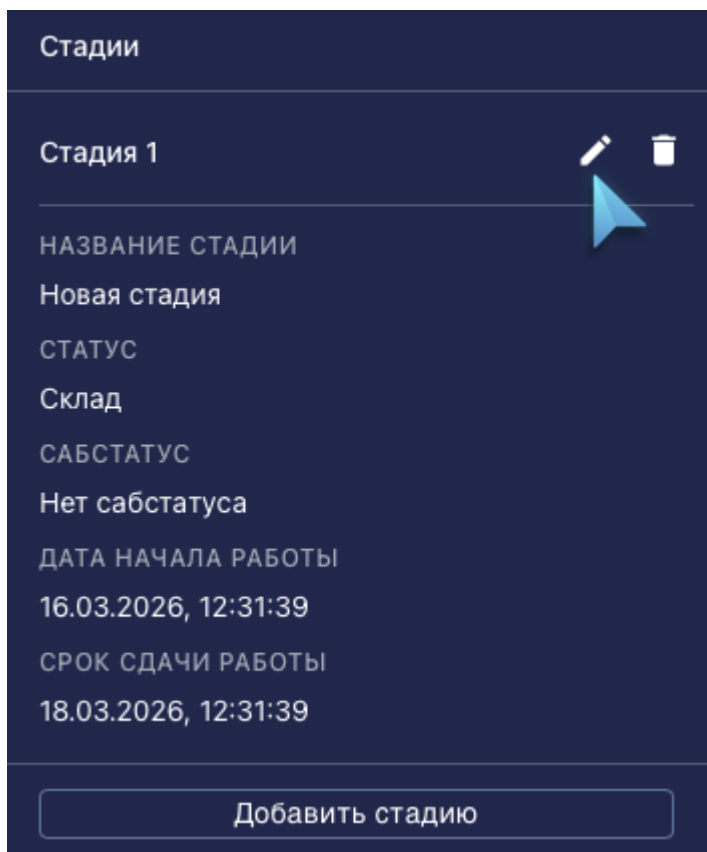 Стадии
Стадия 1
НАЗВАНИЕ СТАДИИ
Новая стадия
СТАТУС
Склад
САБСТАТУС
Нет сабстатуса
ДАТА НАЧАЛА РАБОТЫ
16.03.2026, 12:31:39
СРОК СДАЧИ РАБОТЫ
18.03.2026, 12:31:39
Добавить стадию